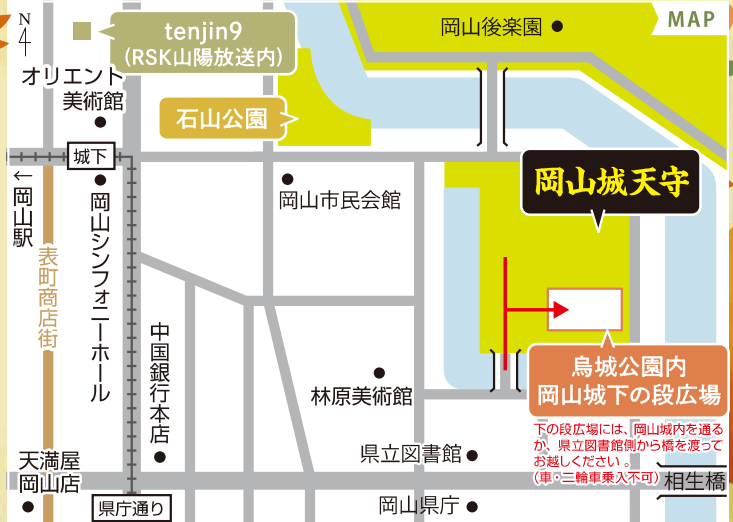 N
4
tenjin9
(RSK山陽放送内)
岡山後楽園
MAP
オリエント
美術館
石山公園
城下
←岡山駅
岡山シンフォニーホール
岡山市民会館
岡山城天守
表町商店街
中国銀行本店
林原美術館
烏城公園内
岡山城下の段広場
下の段広場には、岡山城内を通る
か、県立図書館側から橋を渡って
お越しください。
(車・二輪車乗入不可)
県立図書館
天満屋
岡山店
相生橋
県庁通り
岡山県庁